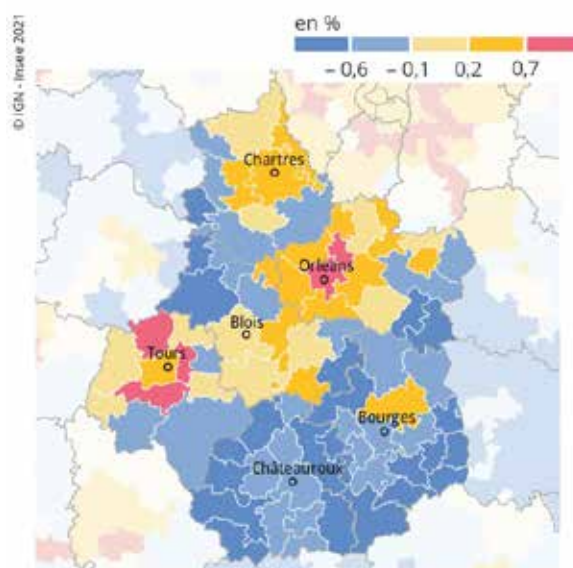 © IGN - Insee 2021
en %
– 0,6 – 0,1 0,2 0,7
Chartres
Orléans
Blois
Tours
Bourges
Châteauroux